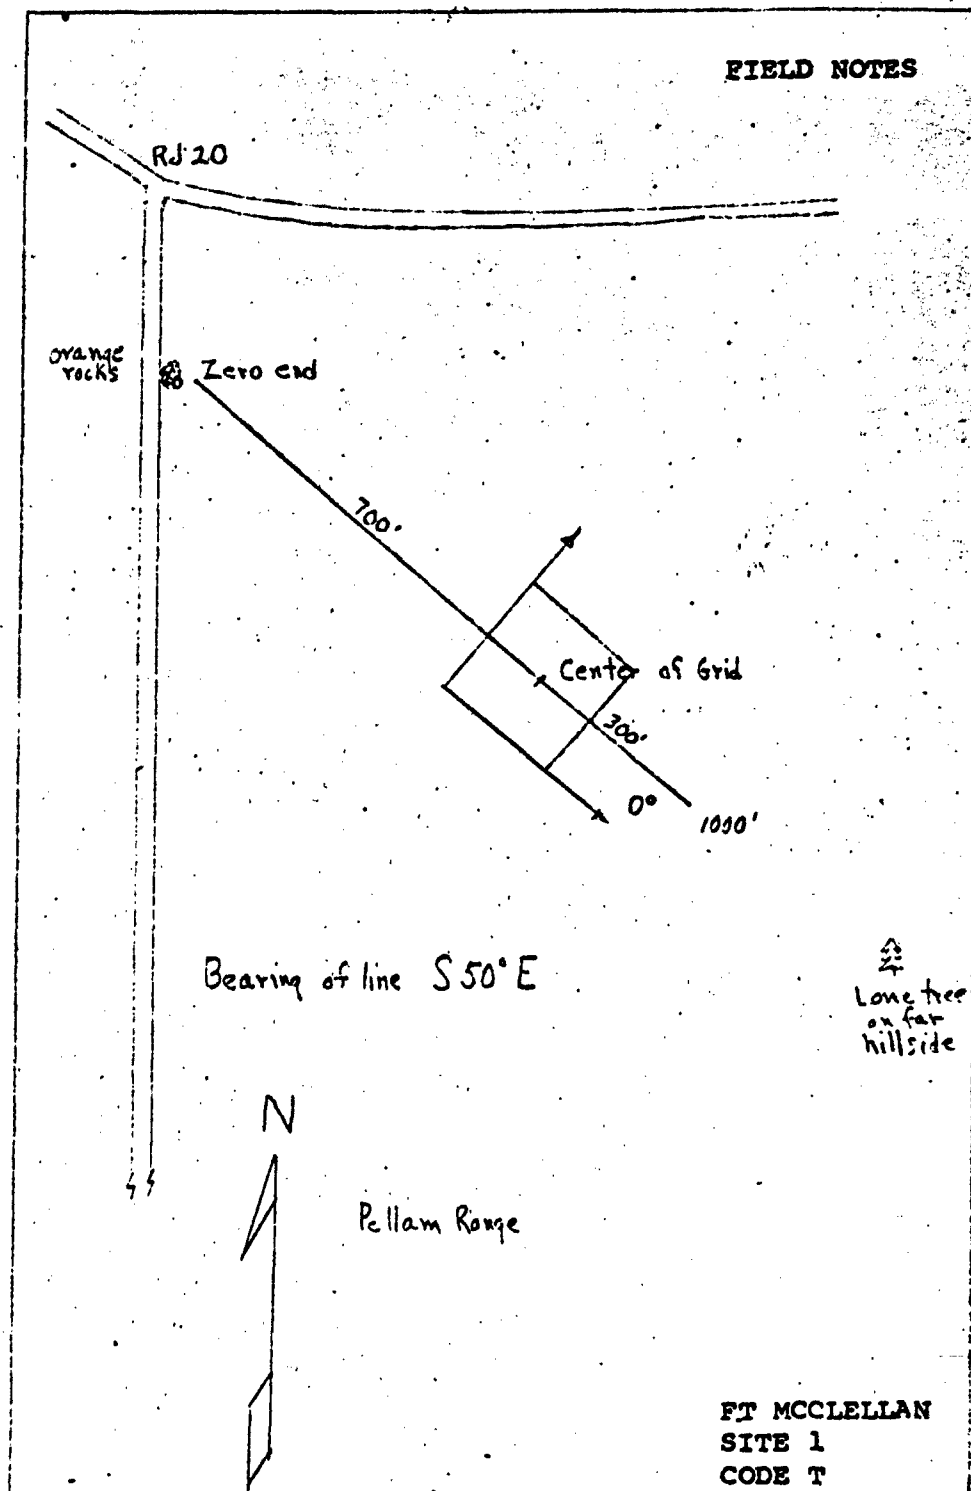 FIELD NOTES
RJ 20
orange
rocks
Zero end
700'
Center of Grid
300'
0°
1000'
Bearing of line S 50° E
Lone tree
on far
hillside
N
Pellam Range
FT MCCLELLAN
SITE 1
CODE T